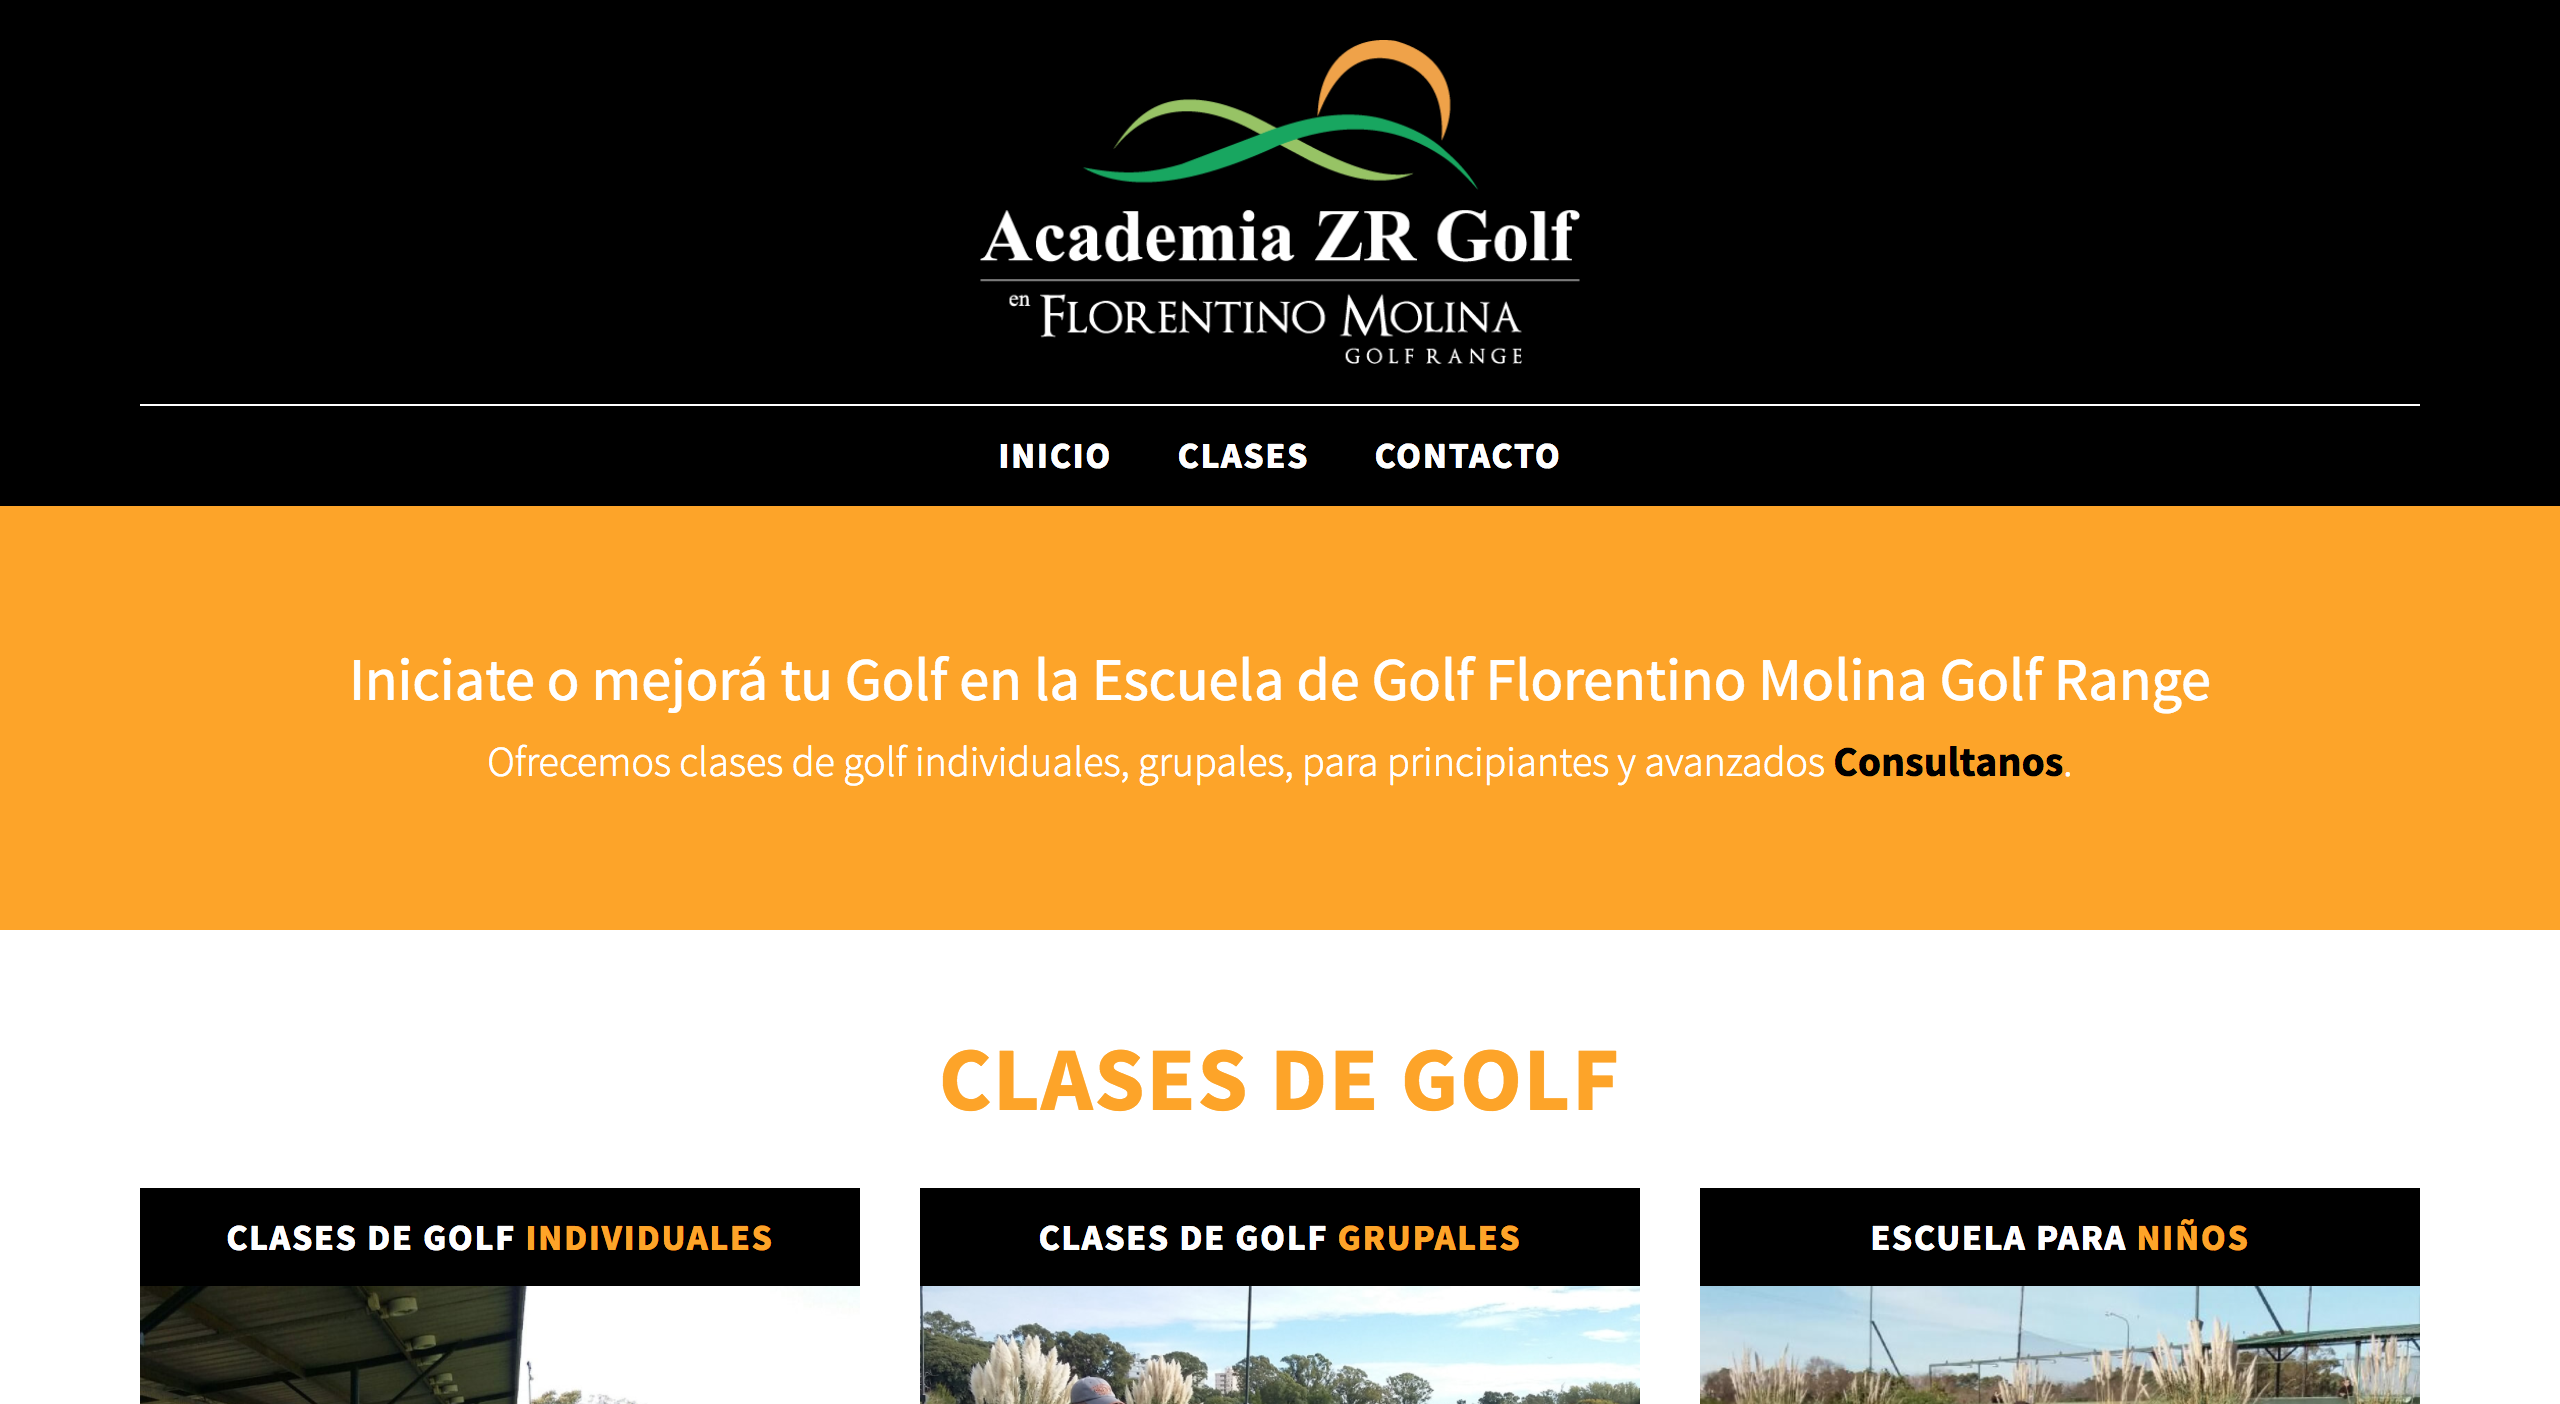 Academia ZR Golf
en FLORENTINO MOLINA
GOLF RANGE
INICIO CLASES CONTACTO
Iniciate o mejorá tu Golf en la Escuela de Golf Florentino Molina Golf Range
Ofrecemos clases de golf individuales, grupales, para principiantes y avanzados Consultanos.
CLASES DE GOLF
CLASES DE GOLF INDIVIDUALES
CLASES DE GOLF GRUPALES
ESCUELA PARA NIÑOS